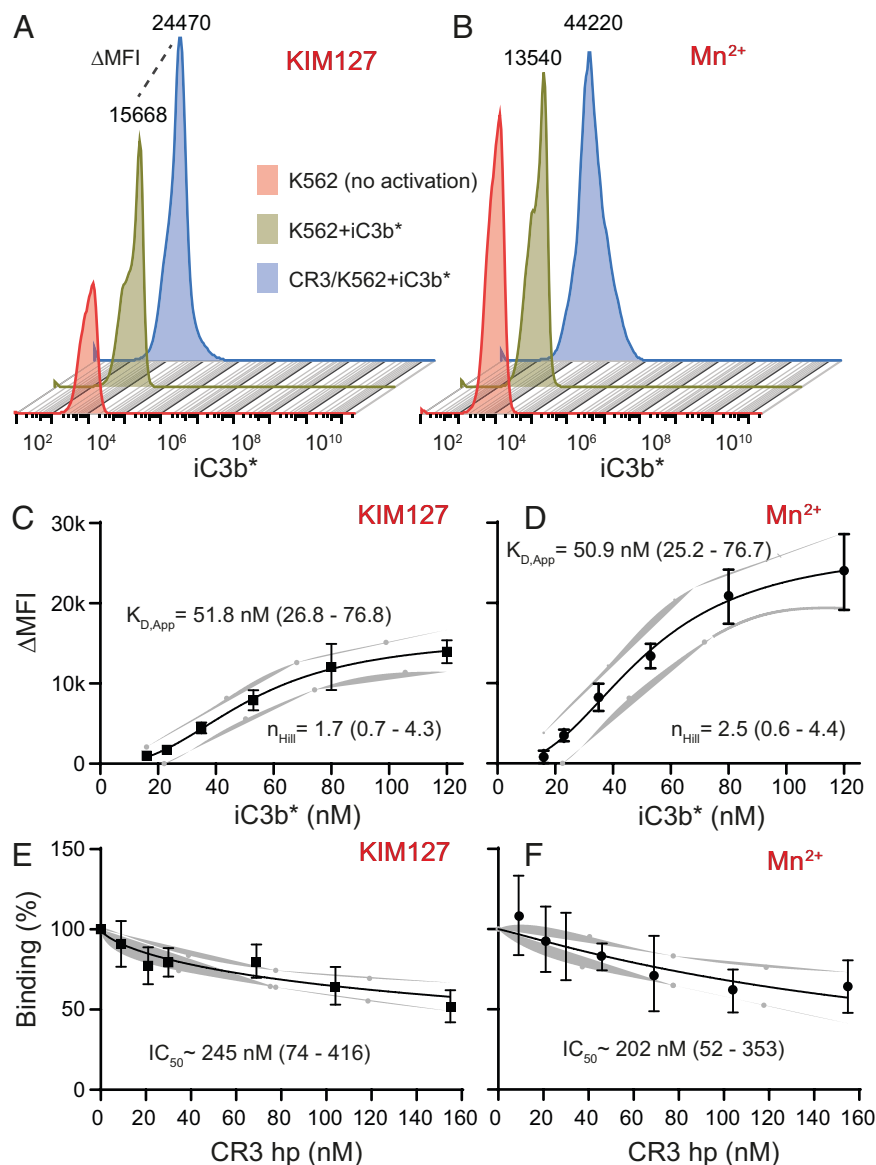 A
24470
ΔMFI
15668
KIM127
B
44220
13540
Mn²⁺
K562 (no activation)
K562+iC3b*
CR3/K562+iC3b*
10² 10⁴ 10⁶ 10⁸ 10¹⁰
iC3b*
10² 10⁴ 10⁶ 10⁸ 10¹⁰
iC3b*
C
KIM127
30k
20k
10k
0
ΔMFI
K_D,App = 51.8 nM (26.8 - 76.8)
n_Hill = 1.7 (0.7 - 4.3)
0 20 40 60 80 100 120
iC3b* (nM)
D
Mn²⁺
K_D,App = 50.9 nM (25.2 - 76.7)
n_Hill = 2.5 (0.6 - 4.4)
0 20 40 60 80 100 120
iC3b* (nM)
E
KIM127
150
100
50
0
Binding (%)
IC₅₀~ 245 nM (74 - 416)
0 20 40 60 80 100 120 140 160
CR3 hp (nM)
F
Mn²⁺
IC₅₀~ 202 nM (52 - 353)
0 20 40 60 80 100 120 140 160
CR3 hp (nM)